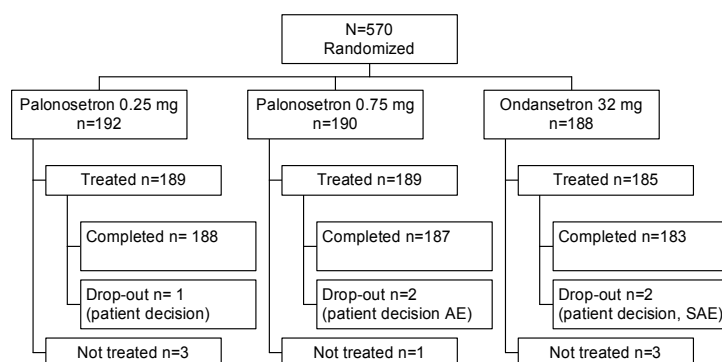 N=570
Randomized
Palonosetron 0.25 mg
n=192
Palonosetron 0.75 mg
n=190
Ondansetron 32 mg
n=188
Treated n=189
Treated n=189
Treated n=185
Completed n= 188
Completed n=187
Completed n=183
Drop-out n= 1
(patient decision)
Drop-out n=2
(patient decision AE)
Drop-out n=2
(patient decision, SAE)
Not treated n=3
Not treated n=1
Not treated n=3